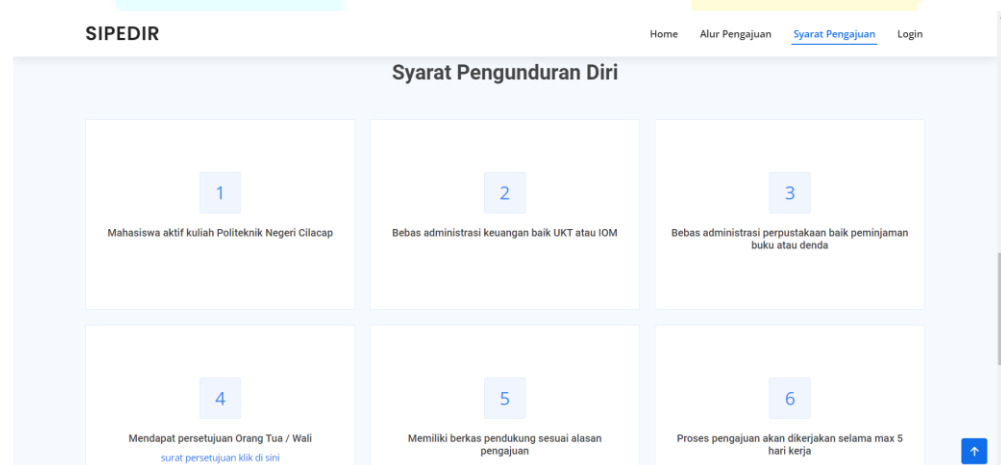 SIPEDIR
Home Alur Pengajuan Syarat Pengajuan Login
Syarat Pengunduran Diri
1
Mahasiswa aktif kuliah Politeknik Negeri Cilacap
2
Bebas administrasi keuangan baik UKT atau IOM
3
Bebas administrasi perpustakaan baik peminjaman
buku atau denda
4
Mendapat persetujuan Orang Tua / Wali
surat persetujuan klik di sini
5
Memiliki berkas pendukung sesuai alasan
pengajuan
6
Proses pengajuan akan dikerjakan selama max 5
hari kerja